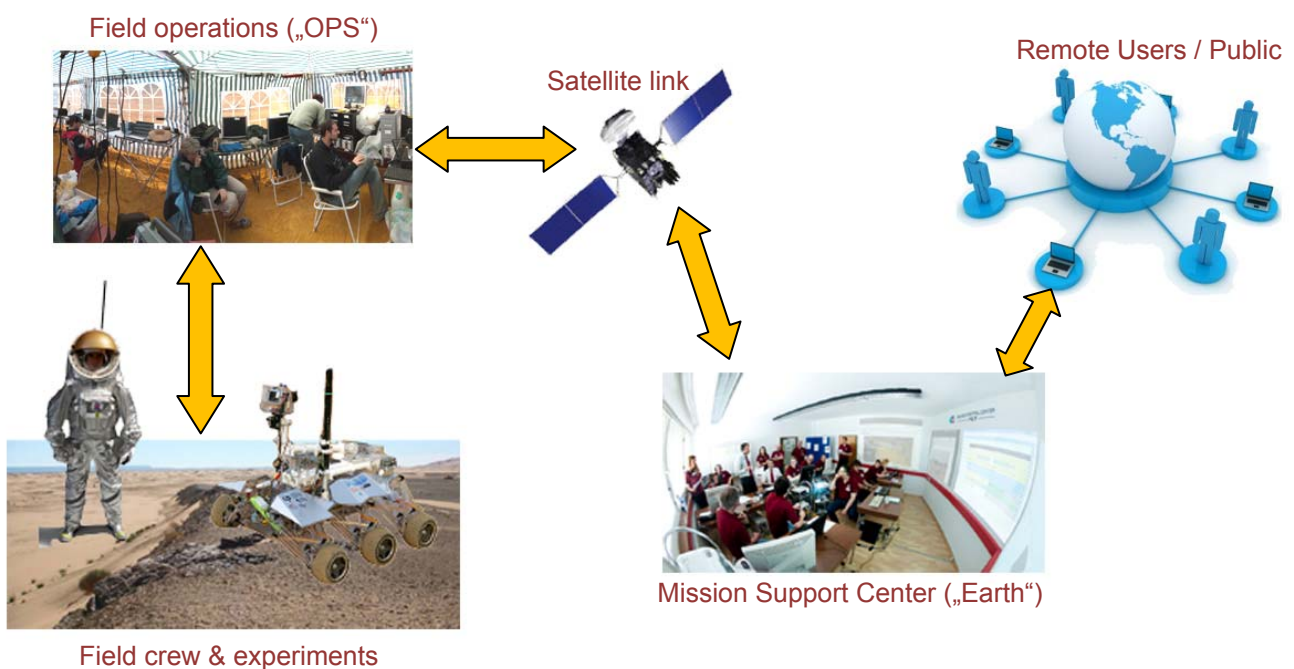 Field operations („OPS“)
Satellite link
Remote Users / Public
Mission Support Center („Earth“)
Field crew & experiments